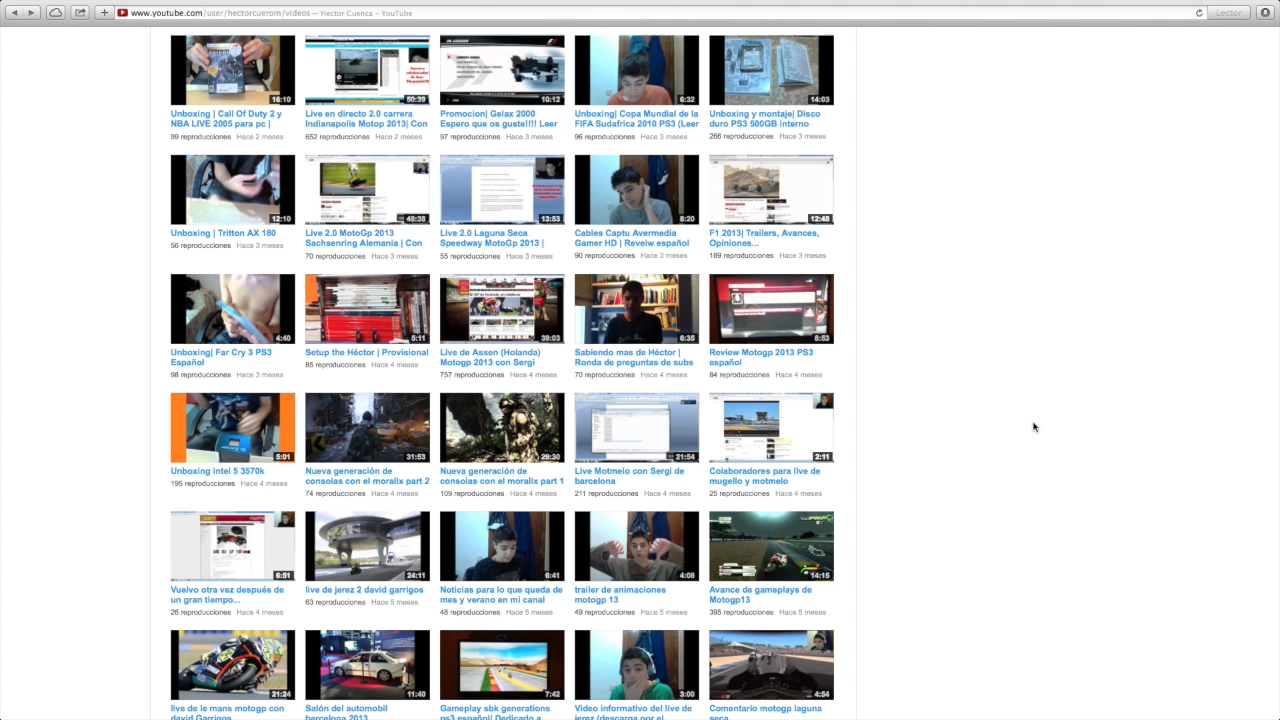 www.youtube.com/user/hectorcuerom/videos — Hector Cuenca – YouTube
Lector
16:10
50:39
10:12
6:32
14:03
Unboxing | Call Of Duty 2 y
NBA LIVE 2005 para pc |
99 reproducciones Hace 2 meses
Live en directo 2.0 carrera
Indianapolis Motop 2013| Con
652 reproducciones Hace 2 meses
Promocion| Gelax 2000
Espero que os guste!!!! Leer
97 reproducciones Hace 3 meses
Unboxing| Copa Mundial de la
FIFA Sudafrica 2010 PS3 (Leer
96 reproducciones Hace 3 meses
Unboxing y montaje| Disco
duro PS3 500GB interno
266 reproducciones Hace 3 meses
12:10
48:38
13:53
8:20
12:48
Unboxing | Tritton AX 180
56 reproducciones Hace 3 meses
Live 2.0 MotoGp 2013
Sachsenring Alemania | Con
70 reproducciones Hace 3 meses
Live 2.0 Laguna Seca
Speedway MotoGp 2013 |
55 reproducciones Hace 3 meses
Cables Captu Avermedia
Gamer HD | Reveiw español
90 reproducciones Hace 3 meses
F1 2013| Trailers, Avances,
Opiniones...
189 reproducciones Hace 3 meses
4:40
5:11
39:03
6:35
8:53
Unboxing| Far Cry 3 PS3
Español
98 reproducciones Hace 3 meses
Setup the Héctor | Provisional
85 reproducciones Hace 4 meses
Live de Assen (Holanda)
Motogp 2013 con Sergi
757 reproducciones Hace 4 meses
Sabiendo mas de Héctor |
Ronda de preguntas de subs
70 reproducciones Hace 4 meses
Review Motogp 2013 PS3
español
84 reproducciones Hace 4 meses
5:01
31:53
29:30
21:54
2:11
Unboxing intel 5 3570k
195 reproducciones Hace 4 meses
Nueva generación de
consolas con el moralix part 2
74 reproducciones Hace 4 meses
Nueva generación de
consolas con el moralix part 1
109 reproducciones Hace 4 meses
Live Motmelo con Sergi de
barcelona
211 reproducciones Hace 4 meses
Colaboradores para live de
mugello y motmelo
25 reproducciones Hace 4 meses
6:51
24:11
6:41
4:08
14:15
Vuelvo otra vez después de
un gran tiempo...
26 reproducciones Hace 4 meses
live de jerez 2 david garrigos
63 reproducciones Hace 5 meses
Noticias para lo que queda de
mes y verano en mi canal
48 reproducciones Hace 5 meses
trailer de animaciones
motogp 13
49 reproducciones Hace 5 meses
Avance de gameplays de
Motogp13
395 reproducciones Hace 5 meses
21:24
11:40
7:42
3:00
4:54
live de le mans motogp con
david Garrigos
Salón del automobil
barcelona 2013
Gameplay sbk generations
ps3 español/ Dedicado a
Video informativo del live de
jerez (descarga por el
Comentario motogp laguna
seca